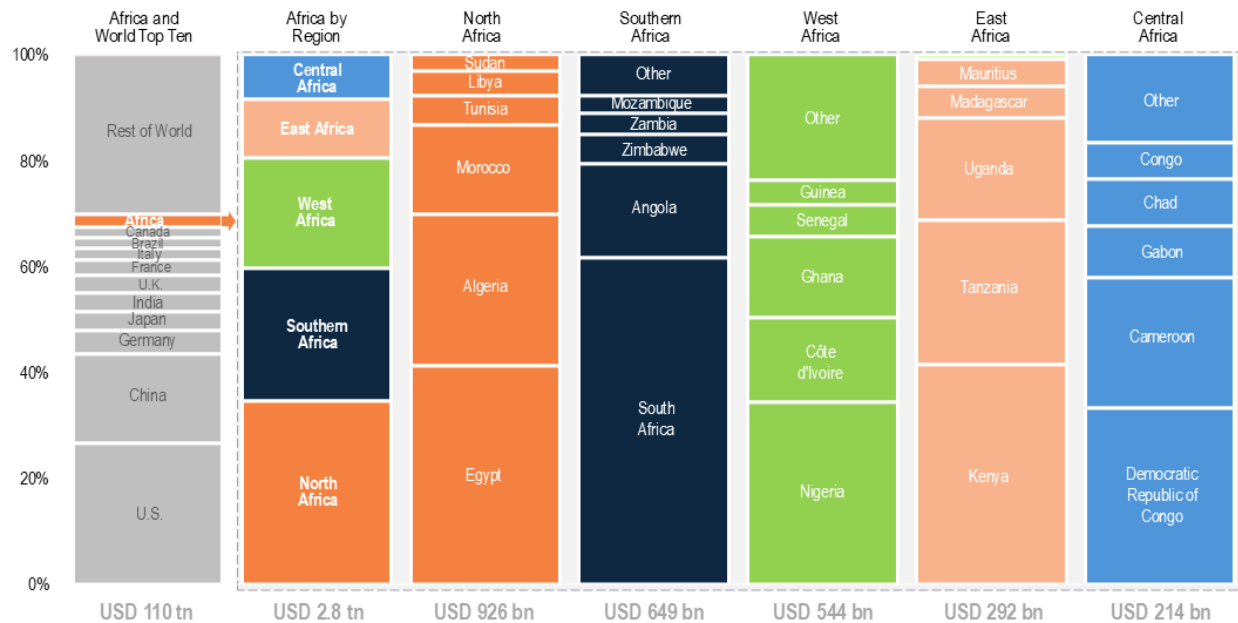 Africa and
World Top Ten
Africa by
Region
North
Africa
Southern
Africa
West
Africa
East
Africa
Central
Africa
100%
80%
60%
40%
20%
0%
Rest of World
Africa
Canada
Brazil
Italy
France
U.K.
India
Japan
Germany
China
U.S.
Central
Africa
East Africa
West
Africa
Southern
Africa
North
Africa
Sudan
Libya
Tunisia
Morocco
Algeria
Egypt
Other
Mozambique
Zambia
Zimbabwe
Angola
South
Africa
Other
Guinea
Senegal
Ghana
Côte
d'Ivoire
Nigeria
Mauritius
Madagascar
Uganda
Tanzania
Kenya
Other
Congo
Chad
Gabon
Cameroon
Democratic
Republic of
Congo
USD 110 tn
USD 2.8 tn
USD 926 bn
USD 649 bn
USD 544 bn
USD 292 bn
USD 214 bn